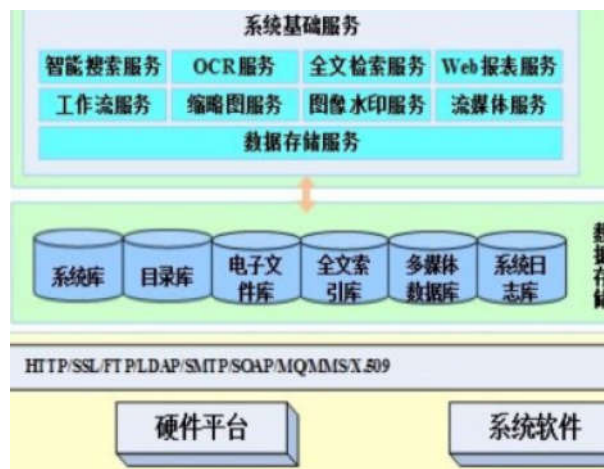 系统基础服务
智能搜索服务 OCR服务 全文检索服务 Web报表服务
工作流服务 缩略图服务 图像水印服务 流媒体服务
数据存储服务
系统库 目录库 电子文件库 全文索引库 多媒体数据库 系统日志库
数据存储
HTTP/SSL/FTP/LDAP/SMTP/SOAP/MQ/MMS/X.509
硬件平台 系统软件